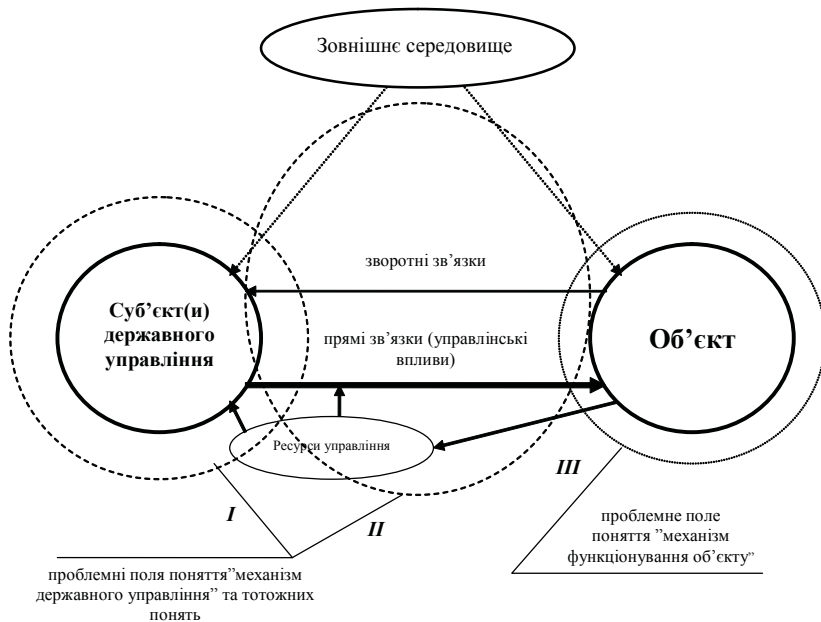 Зовнішнє середовище
зворотні зв’язки
Суб’єкт(и)
державного
управління
прямі зв’язки (управлінські
впливи)
Об’єкт
Ресурси управління
I
II
III
проблемні поля поняття”механізм
державного управління” та тотожних
понять
проблемне поле
поняття ”механізм
функціонування об’єкту”